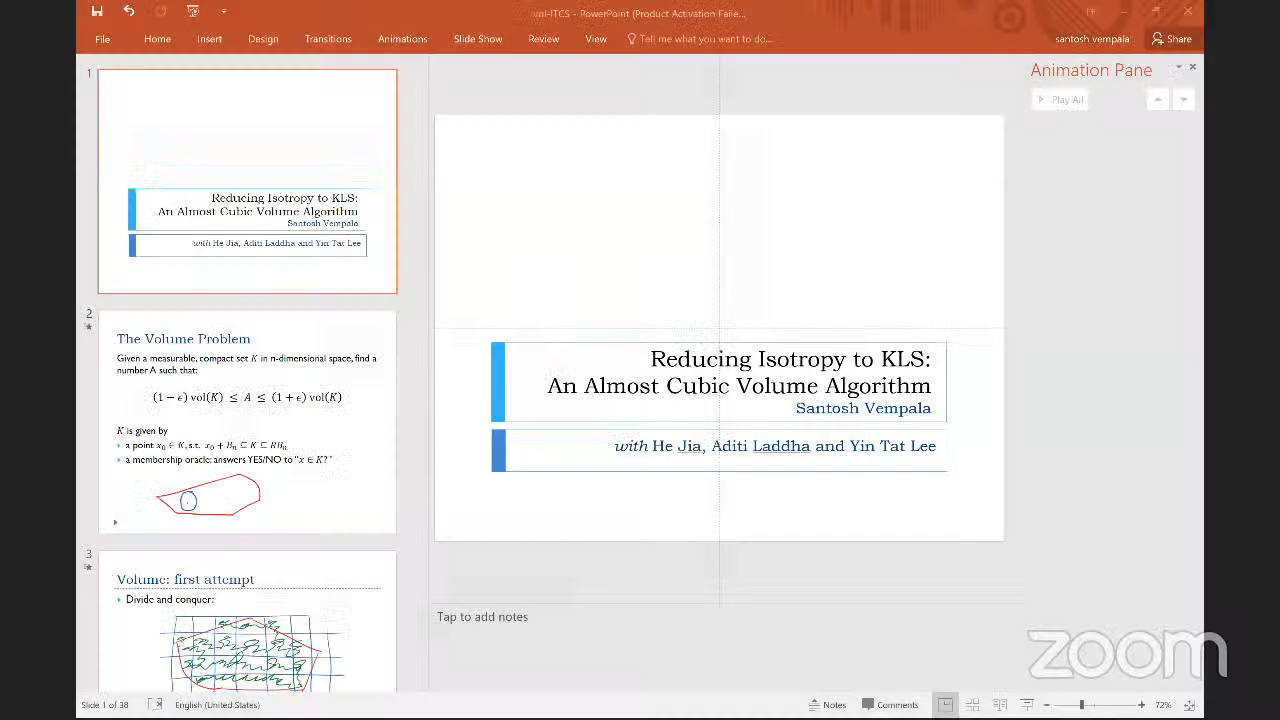 vol-ITCS - PowerPoint (Product Activation Faile...
File Home Insert Design Transitions Animations Slide Show Review View Tell me what you want to do... santosh vempala Share
1
Reducing Isotropy to KLS:
An Almost Cubic Volume Algorithm
Santosh Vempala
with He Jia, Aditi Laddha and Yin Tat Lee
2
The Volume Problem
Given a measurable, compact set K in n-dimensional space, find a
number A such that:
(1 − ϵ) vol(K) ≤ A ≤ (1 + ϵ) vol(K)
K is given by
a point x₀ ∈ K, s.t. x₀ + Bₙ ⊆ K ⊆ RBₙ
a membership oracle: answers YES/NO to "x ∈ K?"
3
Volume: first attempt
Divide and conquer:
Reducing Isotropy to KLS:
An Almost Cubic Volume Algorithm
Santosh Vempala
with He Jia, Aditi Laddha and Yin Tat Lee
Tap to add notes
Animation Pane
Play All
zoom
Slide 1 of 38 English (United States) Notes Comments 72%